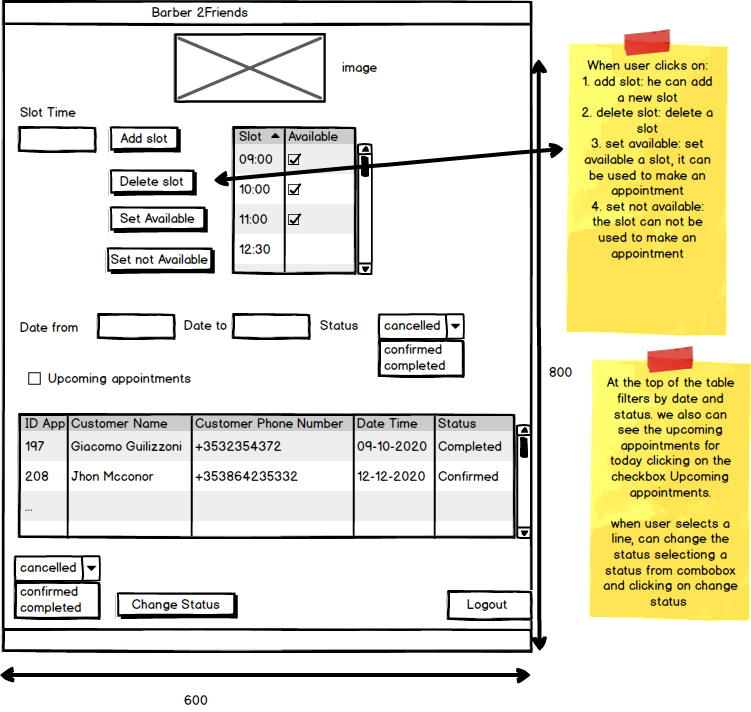 Barber 2Friends
image
Slot Time
Add slot
Delete slot
Set Available
Set not Available
Slot Available
09:00
10:00
11:00
12:30
When user clicks on:
1. add slot: he can add
a new slot
2. delete slot: delete a
slot
3. set available: set
available a slot, it can
be used to make an
appointment
4. set not available:
the slot can not be
used to make an
appointment
Date from
Date to
Status
cancelled
confirmed
completed
Upcoming appointments
800
ID App Customer Name Customer Phone Number Date Time Status
197 Giacomo Guilizzoni +3532354372 09-10-2020 Completed
208 Jhon Mcconor +353864235332 12-12-2020 Confirmed
...
At the top of the table
filters by date and
status. we also can
see the upcoming
appointments for
today clicking on the
checkbox Upcoming
appointments.
when user selects a
line, can change the
status selectiong a
status from combobox
and clicking on change
status
cancelled
confirmed
completed
Change Status
Logout
600